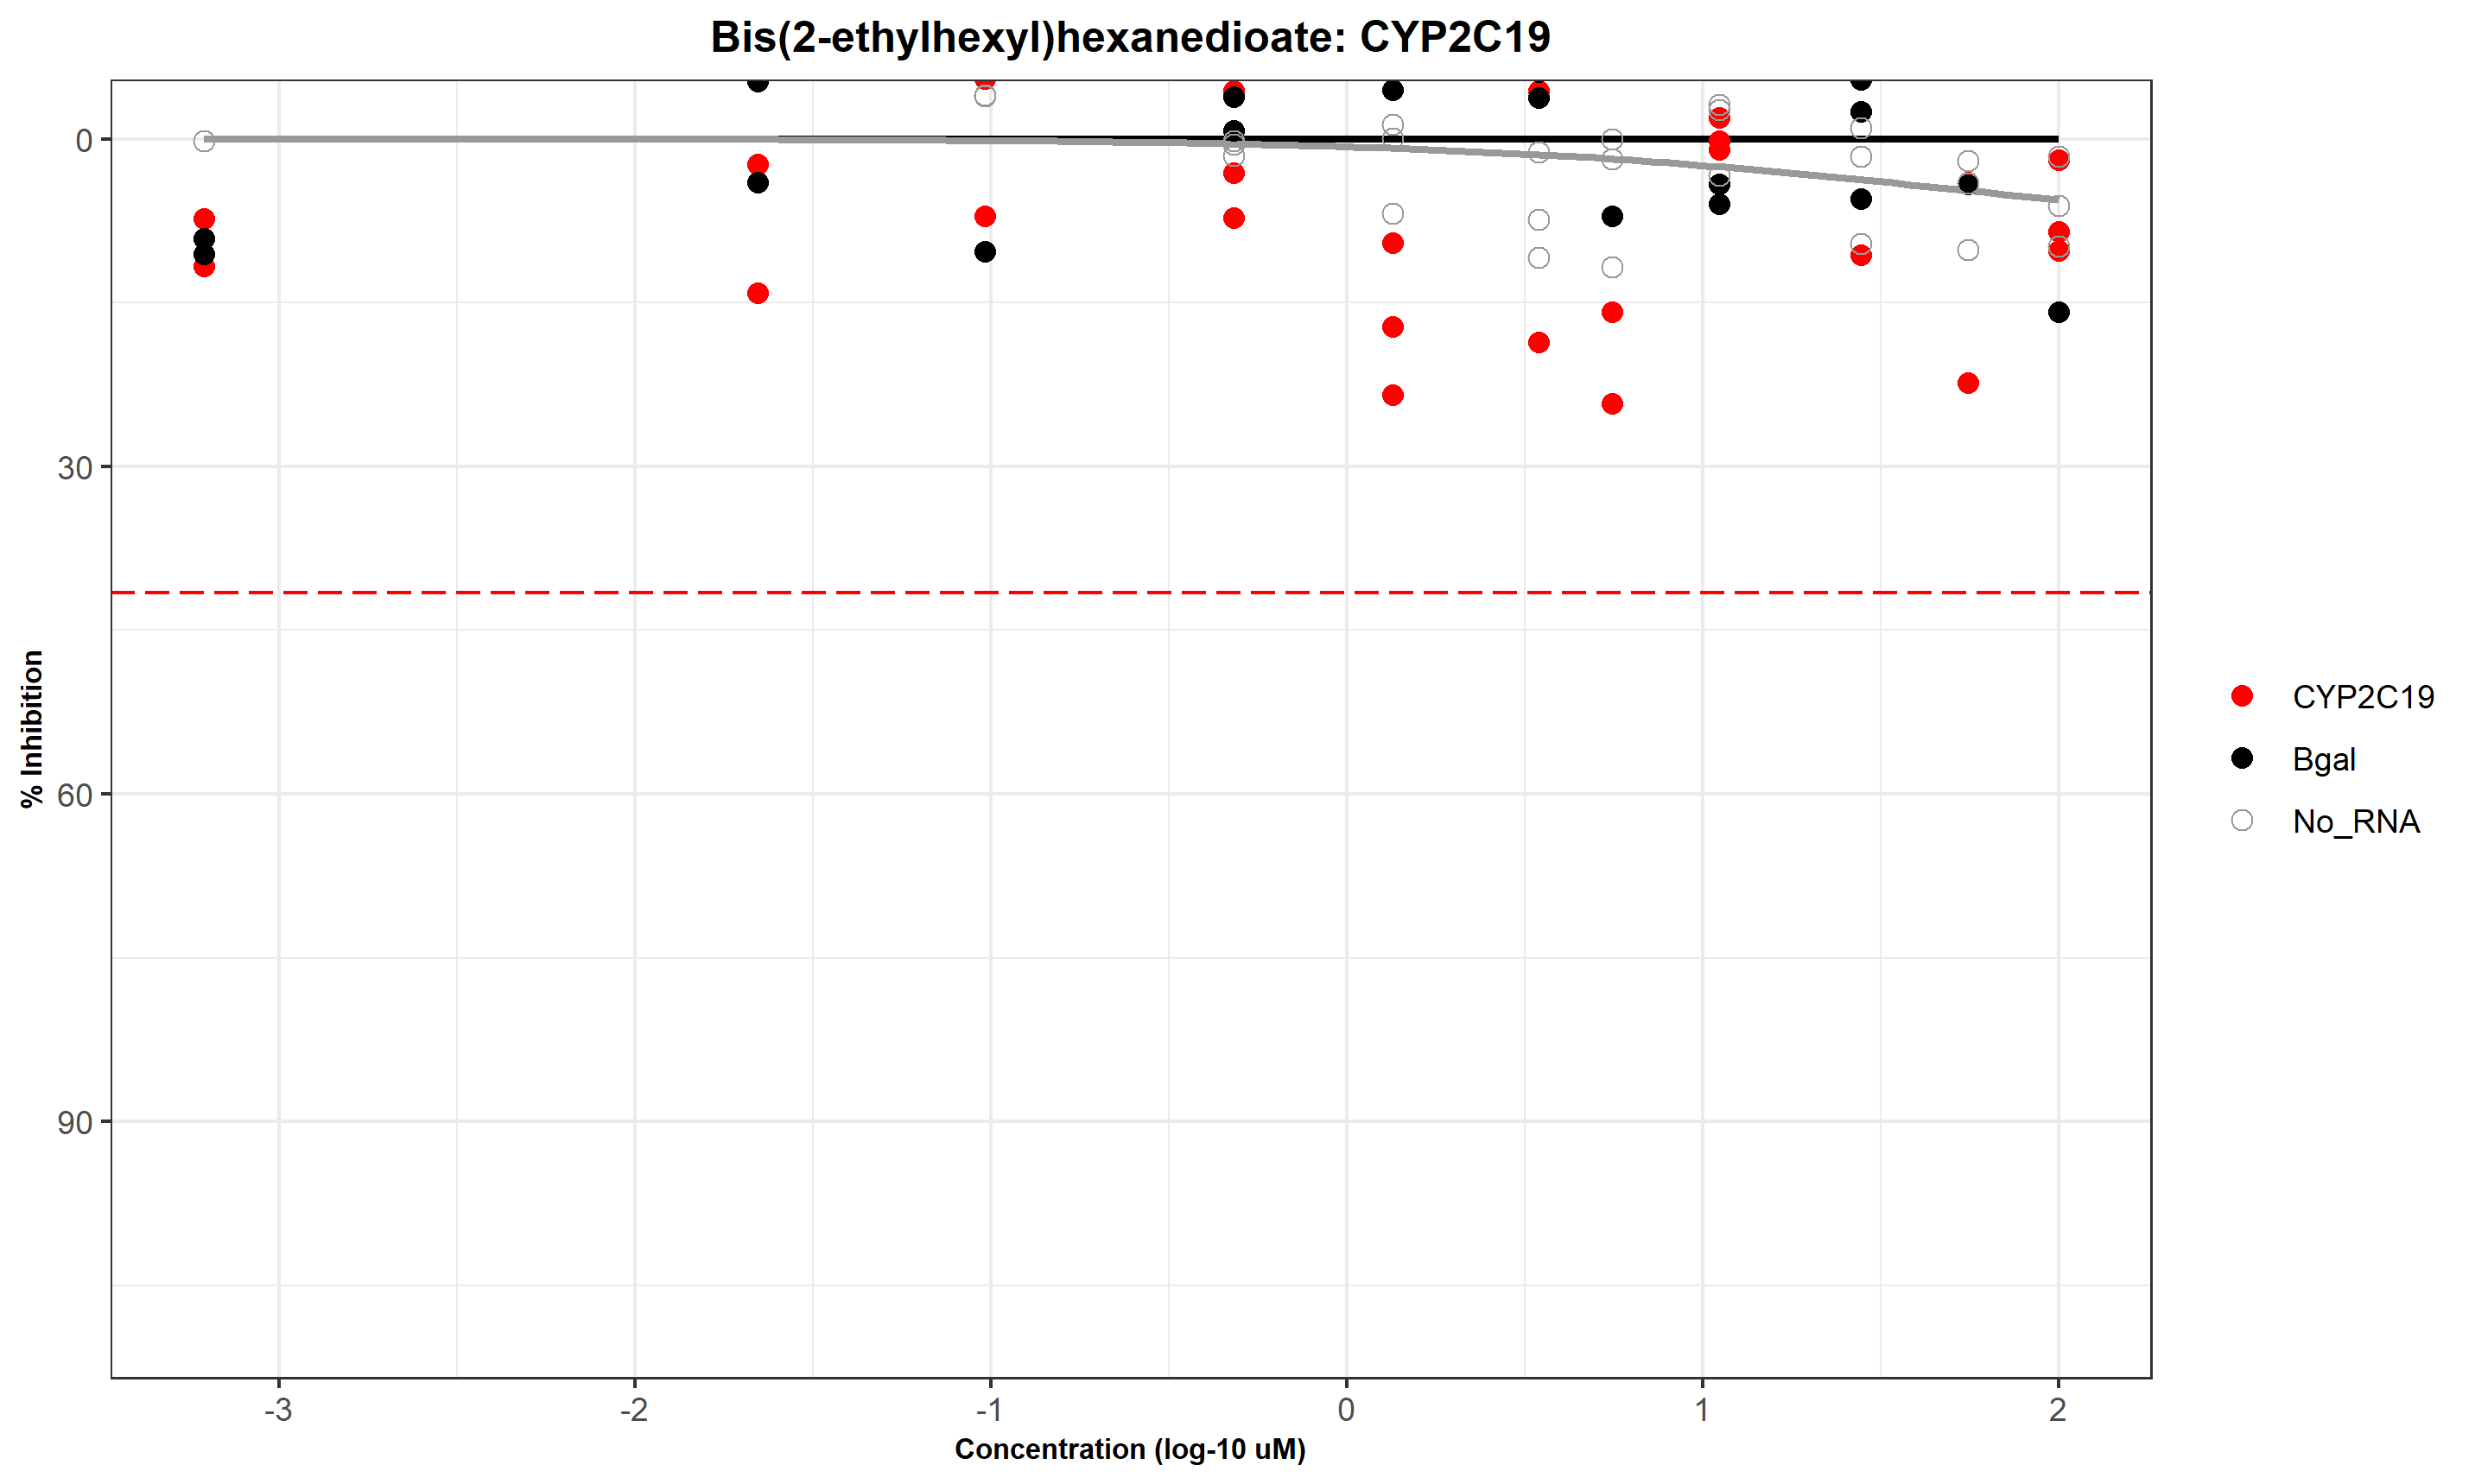 Bis(2-ethylhexyl)hexanedioate: CYP2C19
0
30
60
90
% Inhibition
-3
-2
-1
0
1
2
Concentration (log-10 uM)
CYP2C19
Bgal
No_RNA